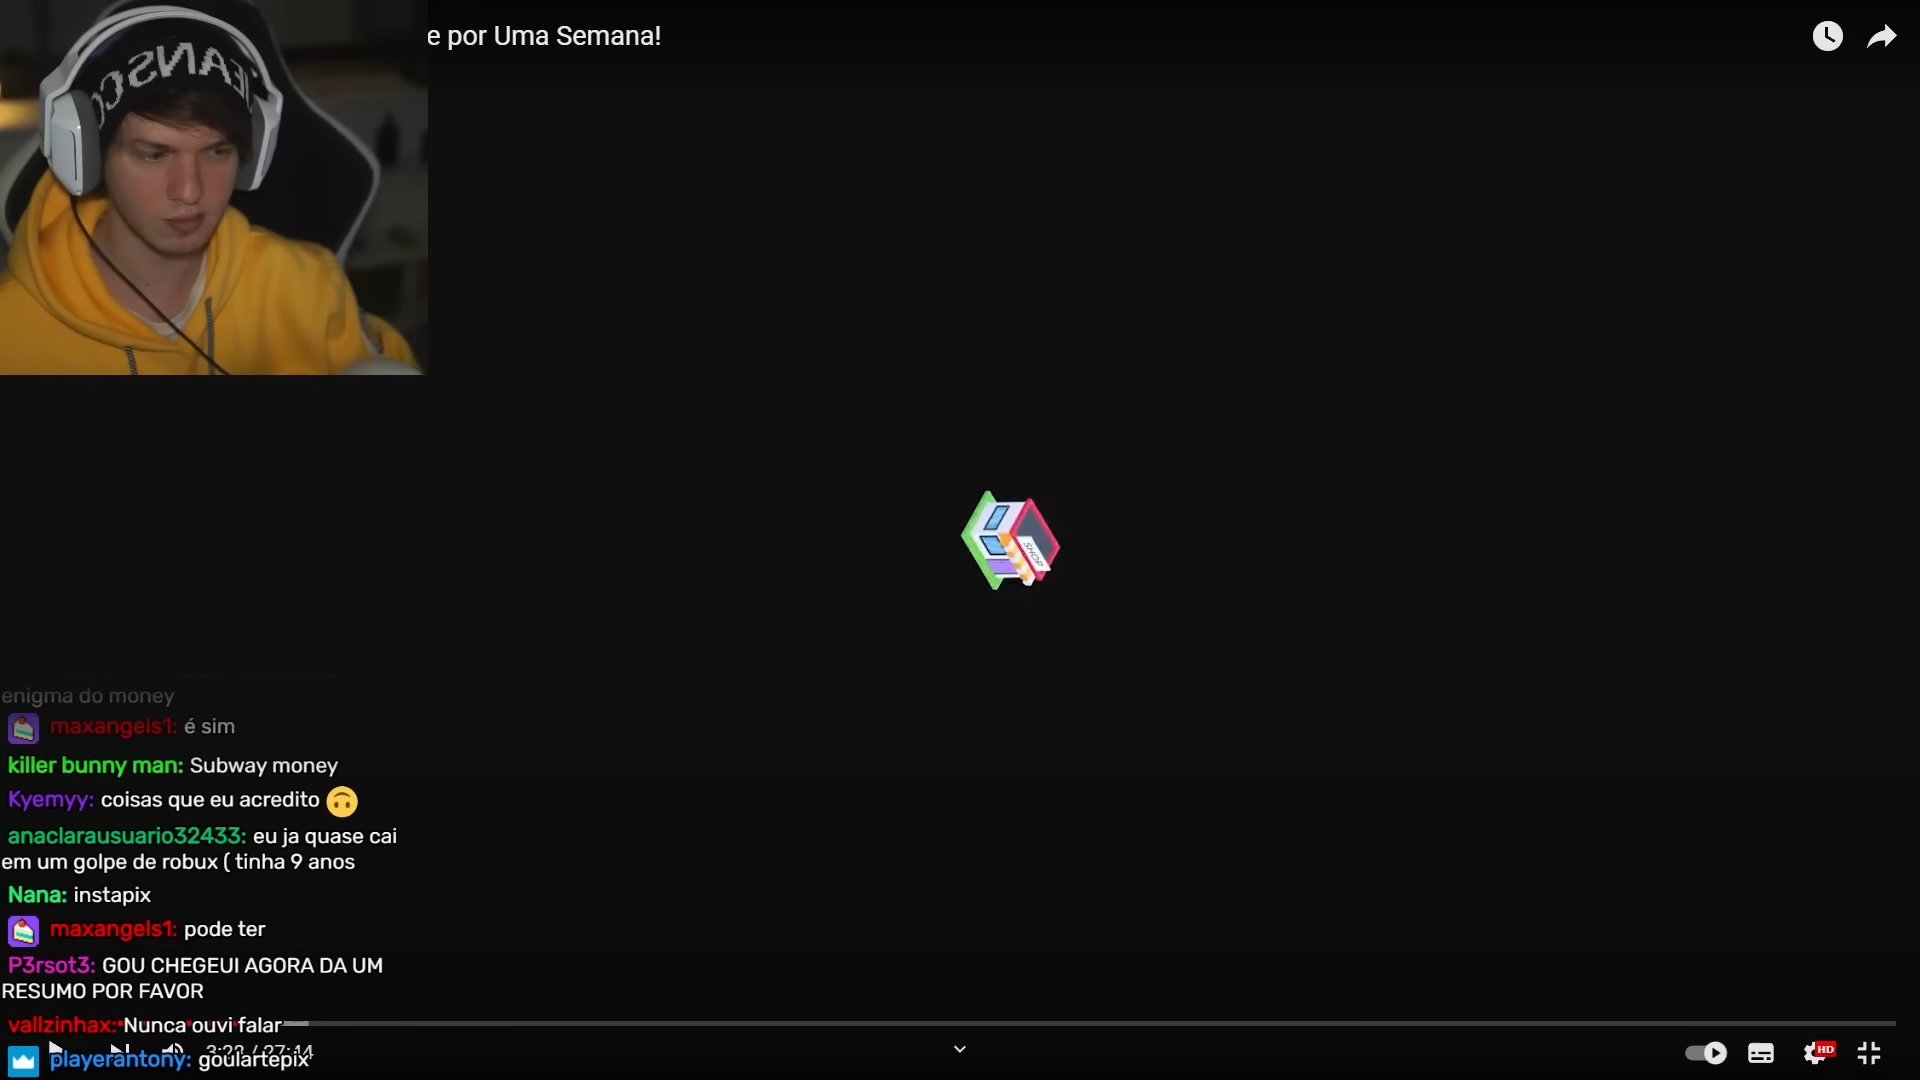 e por Uma Semana!
SHOP
enigma do money
maxangels1: é sim
killer bunny man: Subway money
Kyemyy: coisas que eu acredito 🙃
anaclarausuario32433: eu ja quase cai
em um golpe de robux ( tinha 9 anos
Nana: instapix
maxangels1: pode ter
P3rsot3: GOU CHEGEUI AGORA DA UM
RESUMO POR FAVOR
vallzinhax: Nunca ouvi falar
playerantony: goulartepix
HD